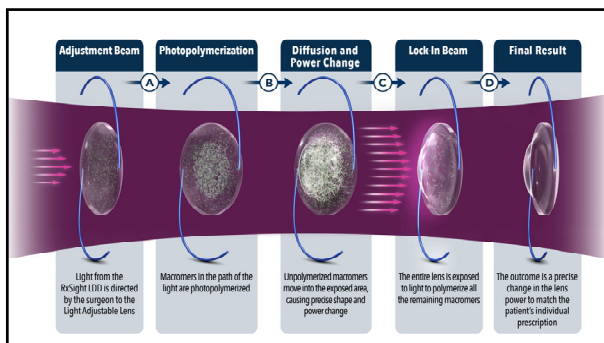 Adjustment Beam
A
Photopolymerization
B
Diffusion and
Power Change
C
Lock In Beam
D
Final Result
Light from the
RxSight LDD is directed
by the surgeon to the
Light Adjustable Lens
Macromers in the path of the
light are photopolymerized
Unpolymerized macromers
move into the exposed area,
causing precise shape and
power change
The entire lens is exposed
to light to polymerize all
the remaining macromers
The outcome is a precise
change in the lens
power to match the
patient's individual
prescription